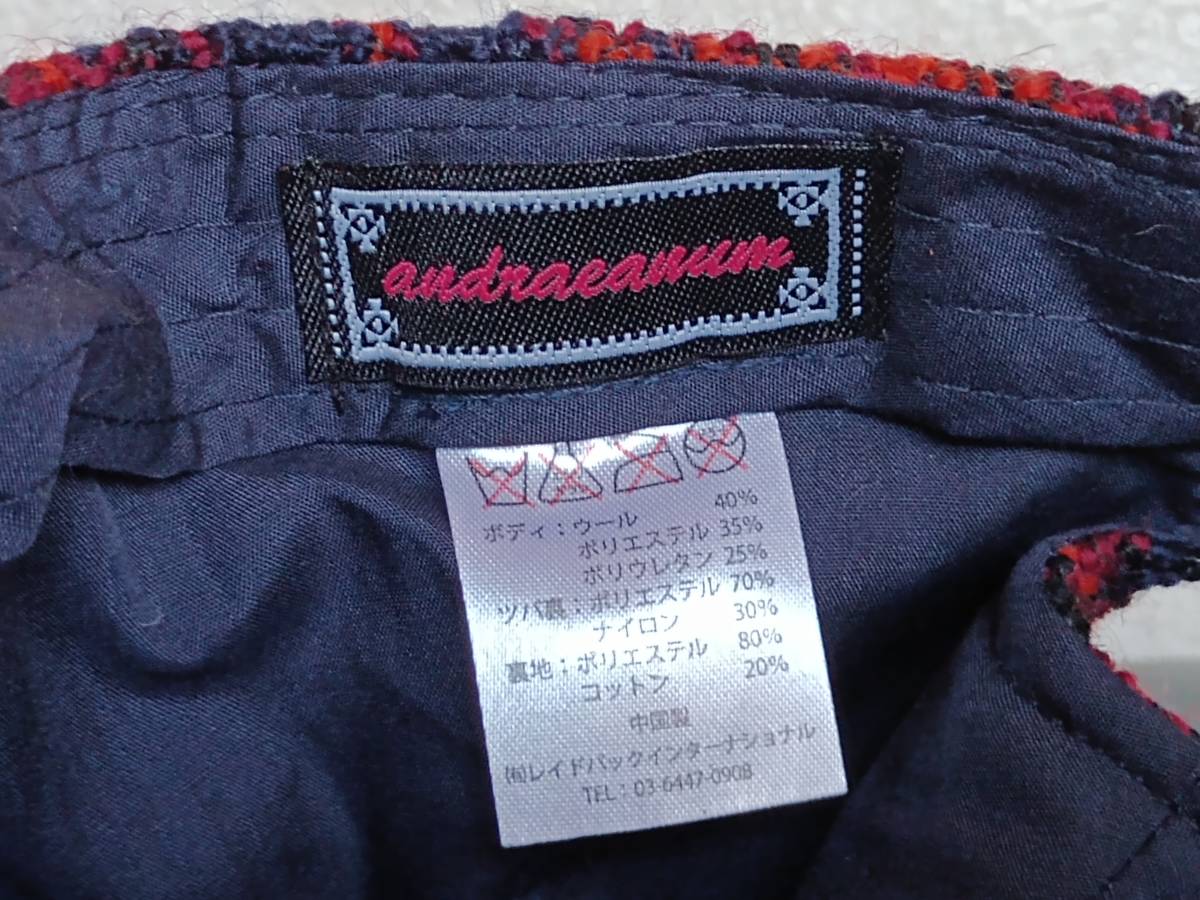 andraeanum
ボディ：ウール 40%
ポリエステル 35%
ポリウレタン 25%
ツバ裏：ポリエステル 70%
ナイロン 30%
裏地：ポリエステル 80%
コットン 20%
中国製
㈲レイドバックインターナショナル
TEL：03-6447-0908